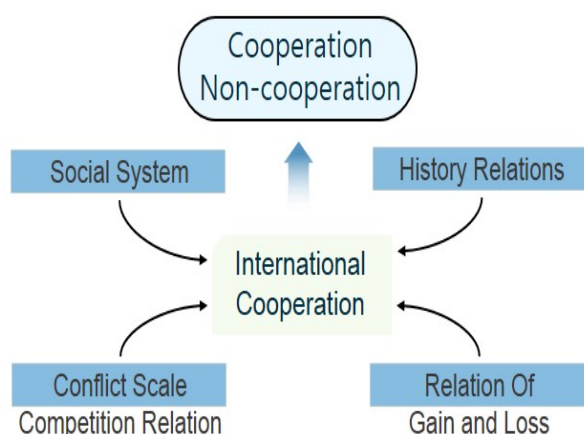 Cooperation
Non-cooperation
Social System
History Relations
International
Cooperation
Conflict Scale
Competition Relation
Relation Of
Gain and Loss